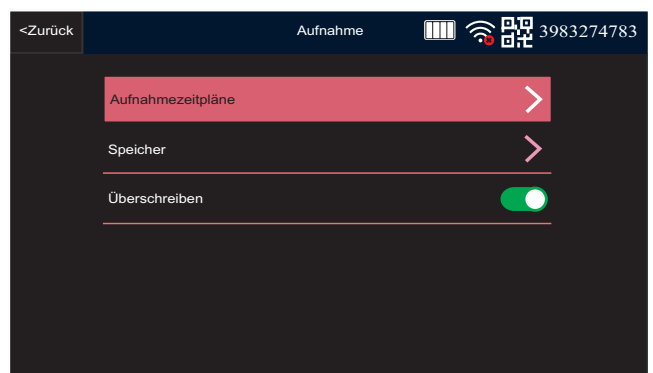 <Zurück
Aufnahme
3983274783
Aufnahmezeitpläne
Speicher
Überschreiben